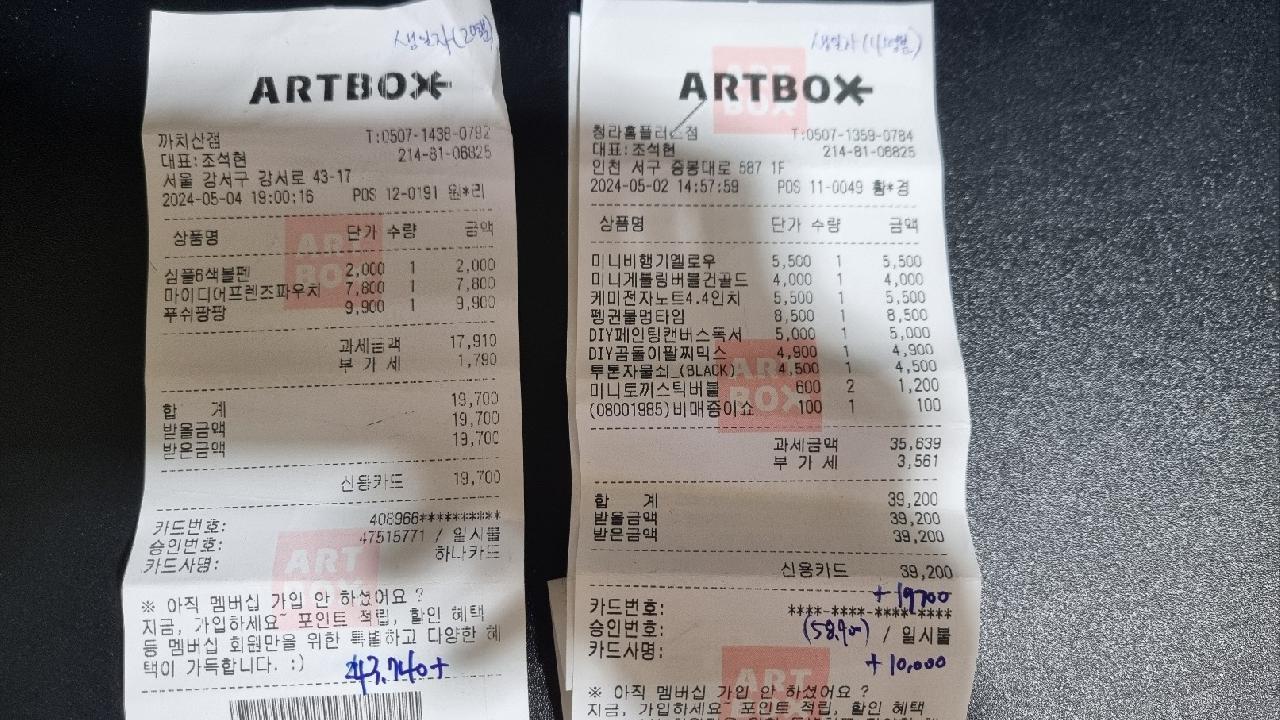 생일자(20명)
ARTBOX
까치산점 T:0507-1438-0792
대표:조석현 214-81-06825
서울 강서구 강서로 43-17
2024-05-04 19:00:16 POS 12-0191 원*리
상품명 단가 수량 금액
심플6색볼펜 2,000 1 2,000
마이디어프렌즈파우치 7,800 1 7,800
푸쉬팡팡 9,900 1 9,900
과세금액 17,910
부 가 세 1,790
합 계 19,700
받을금액 19,700
받은금액 19,700
신용카드 19,700
카드번호: 408966**********
승인번호: 47515771 / 일시불
카드사명: 하나카드
※ 아직 멤버십 가입 안 하셨어요 ?
지금, 가입하세요~ 포인트 적립, 할인 혜택
등 멤버십 회원만을 위한 특별하고 다양한 혜
택이 가득합니다. :)
43,740+
ART BOX
ART BOX
생일자
ARTBOX
청라홈플러스점 T:0507-1359-0784
대표:조석현 214-81-06825
인천 서구 중봉대로 587 1F
2024-05-02 14:57:59 POS 11-0049 황*경
상품명 단가 수량 금액
미니비행기옐로우 5,500 1 5,500
미니게틀링버블건골드 4,000 1 4,000
케미전자노트4.4인치 5,500 1 5,500
펭귄물멍타임 8,500 1 8,500
DIY페인팅캔버스독서 5,000 1 5,000
DIY곰돌이팔찌믹스 4,900 1 4,900
투톤자물쇠_(BLACK) 4,500 1 4,500
미니토끼스틱버블 600 2 1,200
(08001985)비매종이쇼 100 1 100
과세금액 35,639
부 가 세 3,561
합 계 39,200
받을금액 39,200
받은금액 39,200
신용카드 39,200
+19700
카드번호: ****-****-****-****
승인번호: (58,900) / 일시불
카드사명:
+10,000
※ 아직 멤버십 가입 안 하셨어요 ?
지금, 가입하세요~ 포인트 적립, 할인 혜택
ART BOX
ART BOX
ART